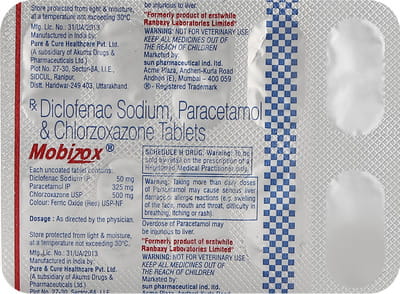 Store protected from light & moisture,
at a temperature not exceeding 30°C
Mfg. Lic. No.: 31/UA/2013
Manufactured in India by:
Pure & Cure Healthcare Pvt. Ltd.
(A subsidiary of Akums Drugs &
Pharmaceuticals Ltd.)
Plot No. 27-30, Sector-8A, I.I.E.,
SIDCUL, Ranipur,
Distt. Haridwar-249 403, Uttarakhand.
be injurious to liver.
"Formerly product of erstwhile
Ranbaxy Laboratories Limited"
WARNING: NOT FOR VETERINARY USE
KEEP ALL MEDICINES OUT OF
THE REACH OF CHILDREN
Marketed by:
sun pharmaceutical ind. ltd.
Acme Plaza, Andheri-Kurla Road
Andheri (E), Mumbai - 400 059
® - Registered Trademark
Rx Diclofenac Sodium, Paracetamol
& Chlorzoxazone Tablets
Mobizox®
Each uncoated tablet contains:
Diclofenac Sodium IP 50 mg
Paracetamol IP 325 mg
Chlorzoxazone USP 500 mg
Colour: Ferric Oxide (Red) USP-NF
Dosage : As directed by the physician.
Store protected from light & moisture,
at a temperature not exceeding 30°C.
Mfg. Lic. No.: 31/UA/2013
Manufactured in India by:
Pure & Cure Healthcare Pvt. Ltd.
(A subsidiary of Akums Drugs &
Pharmaceuticals Ltd.)
Plot No. 27-30, Sector-8A, I.I.E.,
SCHEDULE H DRUG. Warning: To be
sold by retail on the prescription of a
Registered Medical Practitioner only.
Warning: Taking more than daily doses
of Paracetamol may cause serious liver
damage or allergic reactions (e.g. swelling
of the face, mouth and throat, difficulty in
breathing, itching or rash).
Overdose of Paracetamol may
be injurious to liver.
"Formerly product of erstwhile
Ranbaxy Laboratories Limited"
WARNING: NOT FOR VETERINARY USE
KEEP ALL MEDICINES OUT OF
THE REACH OF CHILDREN
Marketed by:
sun pharmaceutical ind. ltd.
Acme Plaza, Andheri-Kurla Road